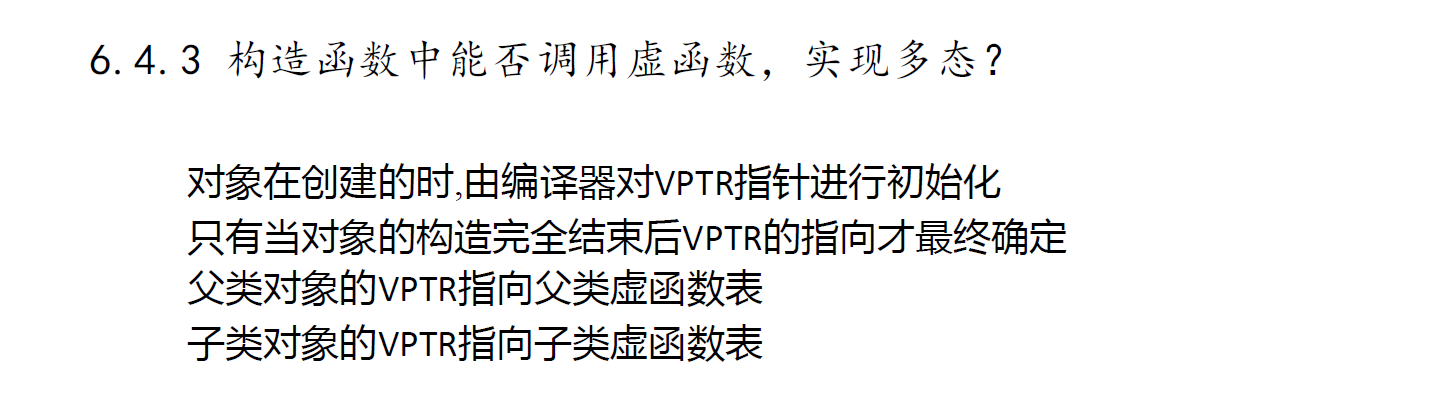 6.4.3 构造函数中能否调用虚函数，实现多态？
对象在创建的时,由编译器对VPTR指针进行初始化
只有当对象的构造完全结束后VPTR的指向才最终确定
父类对象的VPTR指向父类虚函数表
子类对象的VPTR指向子类虚函数表